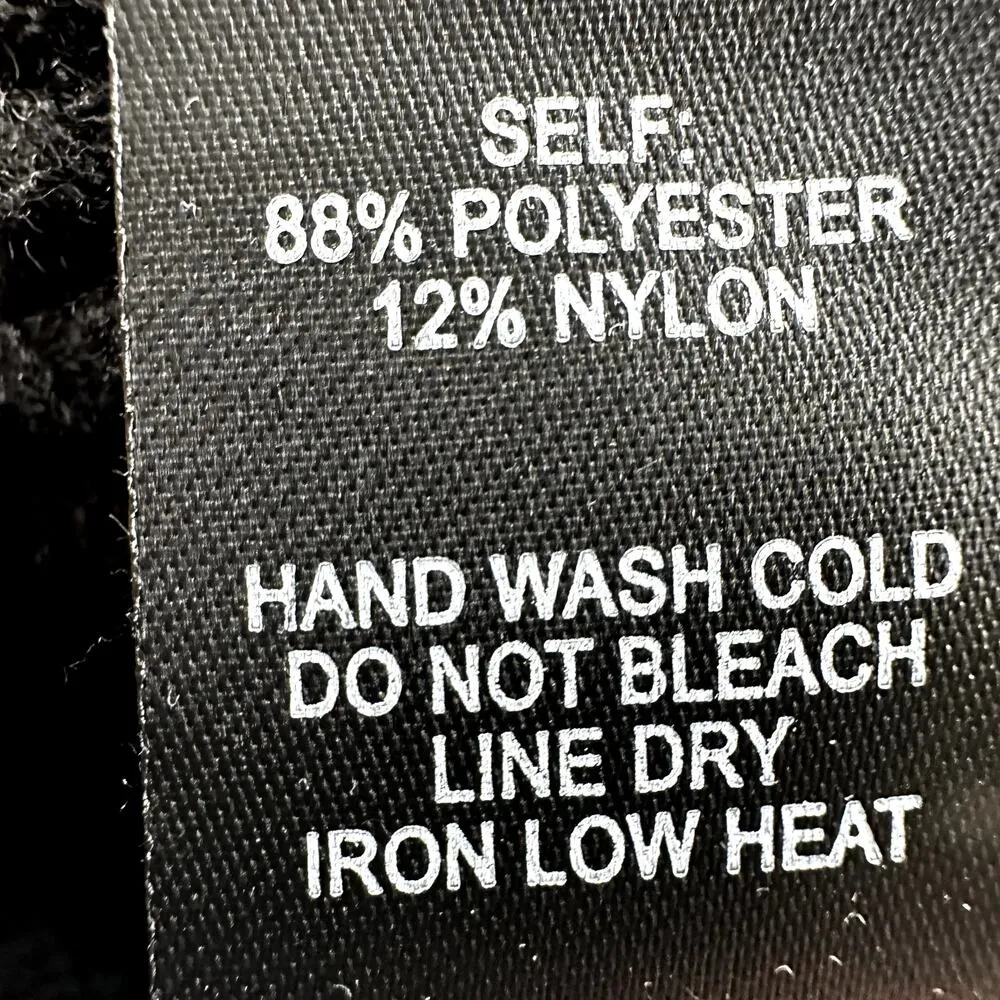 SELF:
88% POLYESTER
12% NYLON
HAND WASH COLD
DO NOT BLEACH
LINE DRY
IRON LOW HEAT